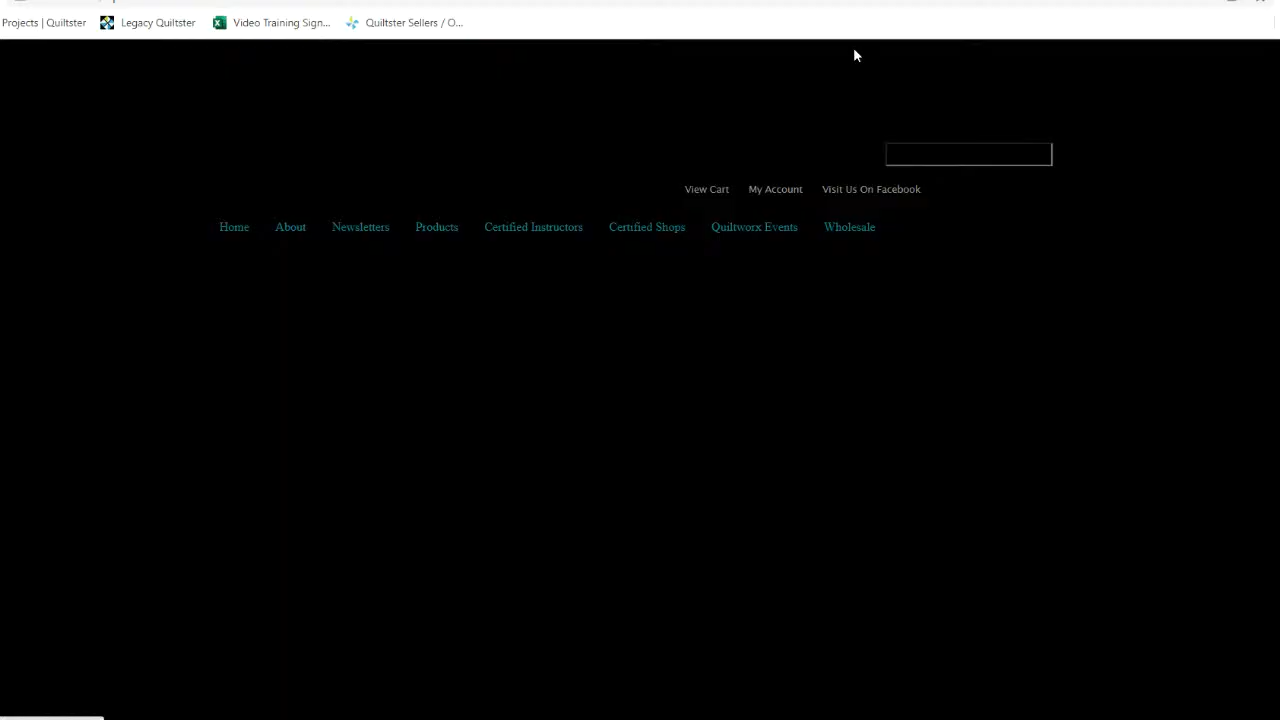 Projects | Quiltster Legacy Quiltster Video Training Sign... Quiltster Sellers / O...
View Cart My Account Visit Us On Facebook
Home About Newsletters Products Certified Instructors Certified Shops Quiltworx Events Wholesale